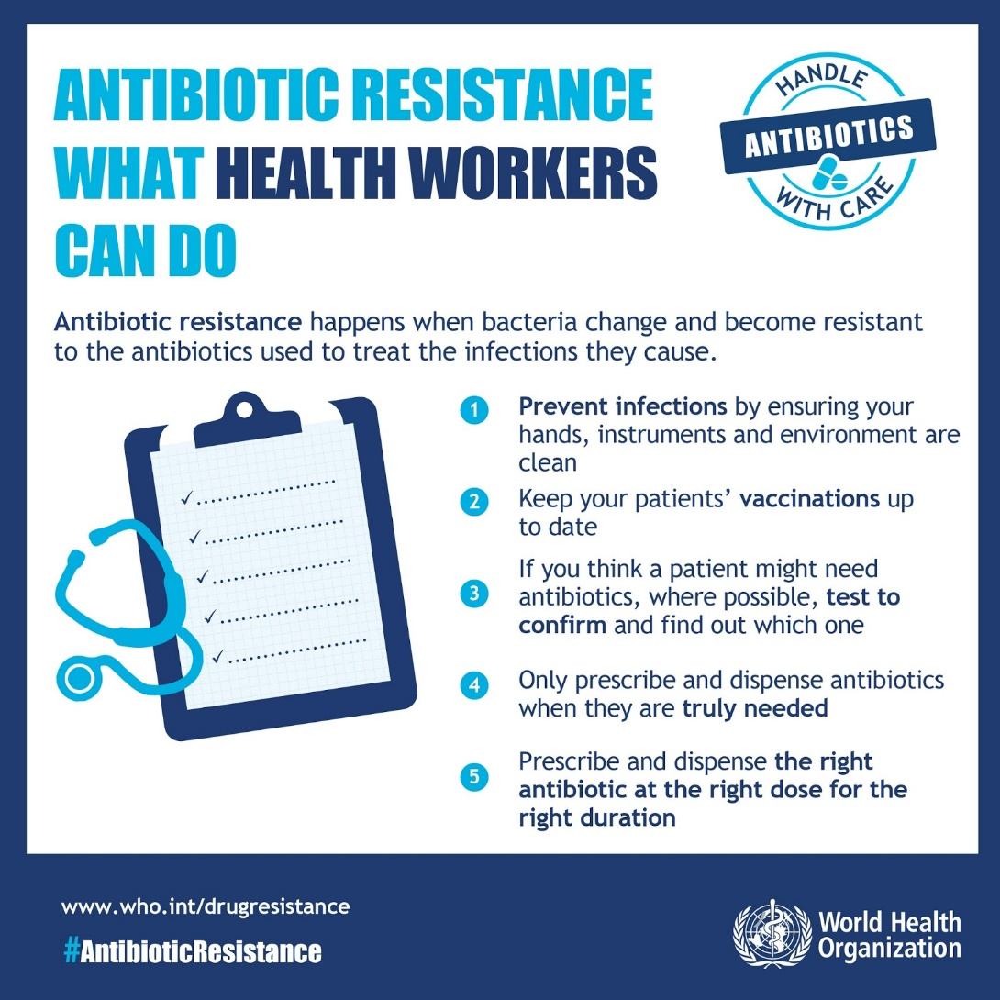 ANTIBIOTIC RESISTANCE
WHAT HEALTH WORKERS
CAN DO
HANDLE
ANTIBIOTICS
WITH CARE
Antibiotic resistance happens when bacteria change and become resistant
to the antibiotics used to treat the infections they cause.
1 Prevent infections by ensuring your
hands, instruments and environment are
clean
2 Keep your patients’ vaccinations up
to date
3 If you think a patient might need
antibiotics, where possible, test to
confirm and find out which one
4 Only prescribe and dispense antibiotics
when they are truly needed
5 Prescribe and dispense the right
antibiotic at the right dose for the
right duration
www.who.int/drugresistance
#AntibioticResistance
World Health
Organization